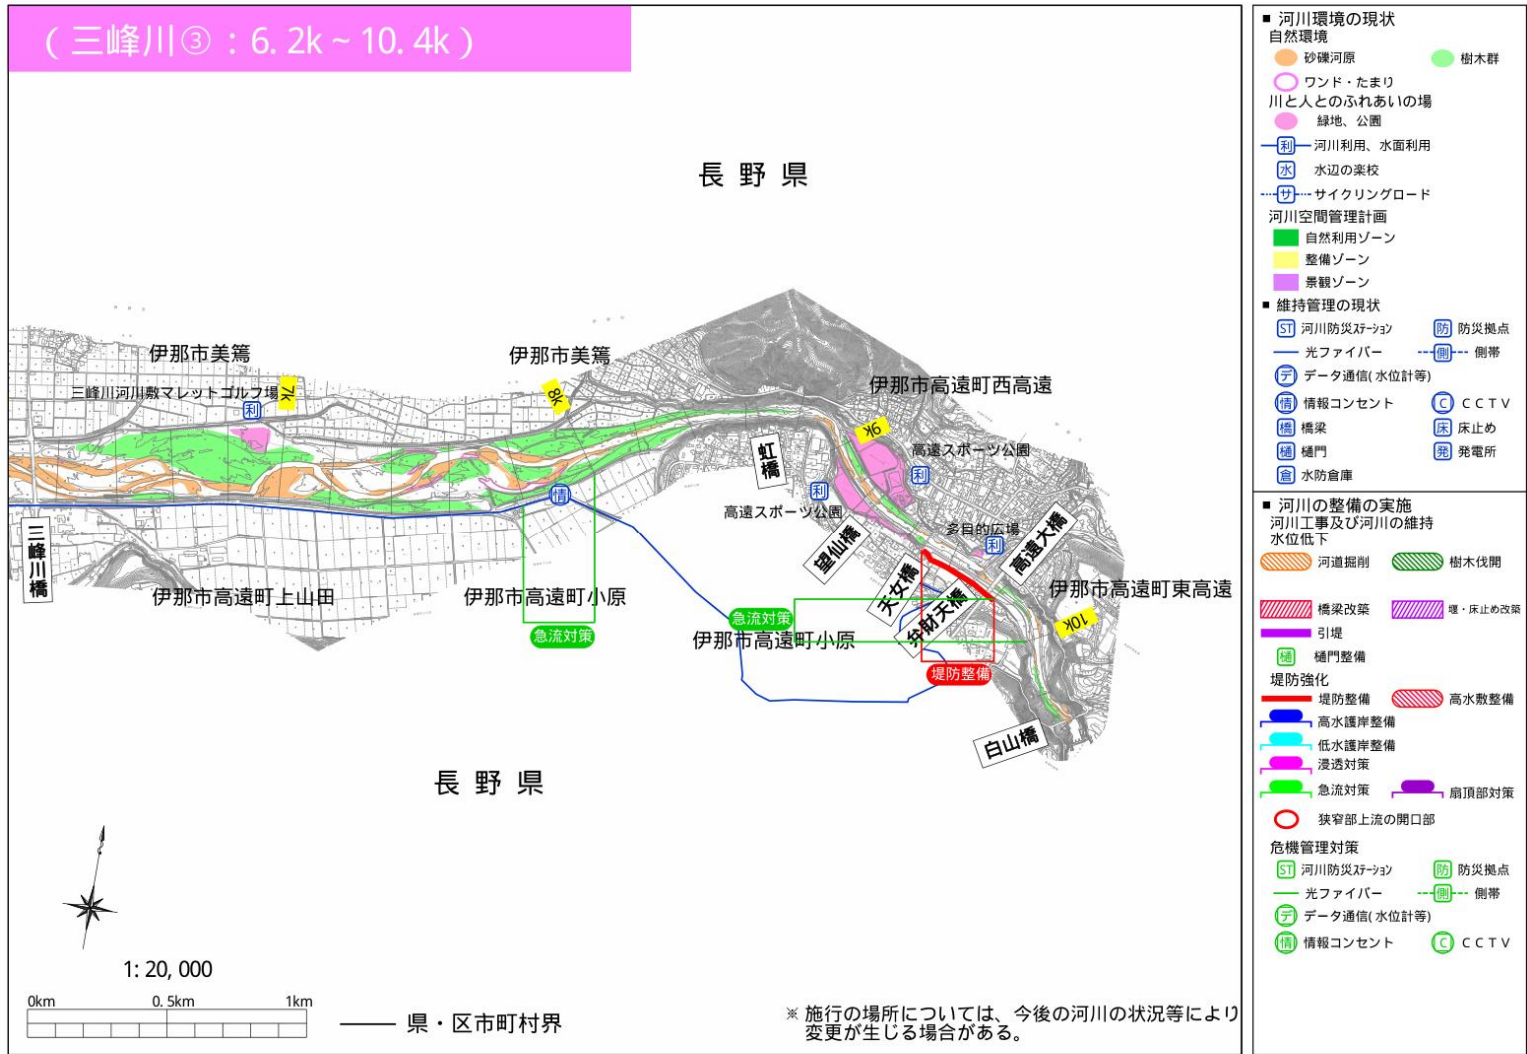 （三峰川③：6.2k～10.4k）
長野県
伊那市美篶
伊那市美篶
三峰川河川敷マレットゴルフ場
利
7k
8k
伊那市高遠町西高遠
9k
虹橋
高遠スポーツ公園
利
利
高遠スポーツ公園
情
多目的広場
利
望仙橋
高遠大橋
三峰川橋
天女橋
弁財天橋
伊那市高遠町東高遠
10k
伊那市高遠町上山田
伊那市高遠町小原
急流対策
急流対策
伊那市高遠町小原
堤防整備
白山橋
長野県
1:20,000
0km 0.5km 1km
県・区市町村界
※ 施行の場所については、今後の河川の状況等により
変更が生じる場合がある。
■ 河川環境の現状
自然環境
砂礫河原 樹木群
ワンド・たまり
川と人とのふれあいの場
緑地、公園
利 河川利用、水面利用
水 水辺の楽校
サ サイクリングロード
河川空間管理計画
自然利用ゾーン
整備ゾーン
景観ゾーン
■ 維持管理の現状
ST 河川防災ステーション 防 防災拠点
光ファイバー 側 側帯
デ データ通信(水位計等)
情 情報コンセント C CCTV
橋 橋梁 床 床止め
樋 樋門 発 発電所
倉 水防倉庫
■ 河川の整備の実施
河川工事及び河川の維持
水位低下
河道掘削 樹木伐開
橋梁改築 堰・床止め改築
引堤
樋 樋門整備
堤防強化
堤防整備 高水敷整備
高水護岸整備
低水護岸整備
浸透対策
急流対策 扇頂部対策
狭窄部上流の開口部
危機管理対策
ST 河川防災ステーション 防 防災拠点
光ファイバー 側 側帯
デ データ通信(水位計等)
情 情報コンセント C CCTV